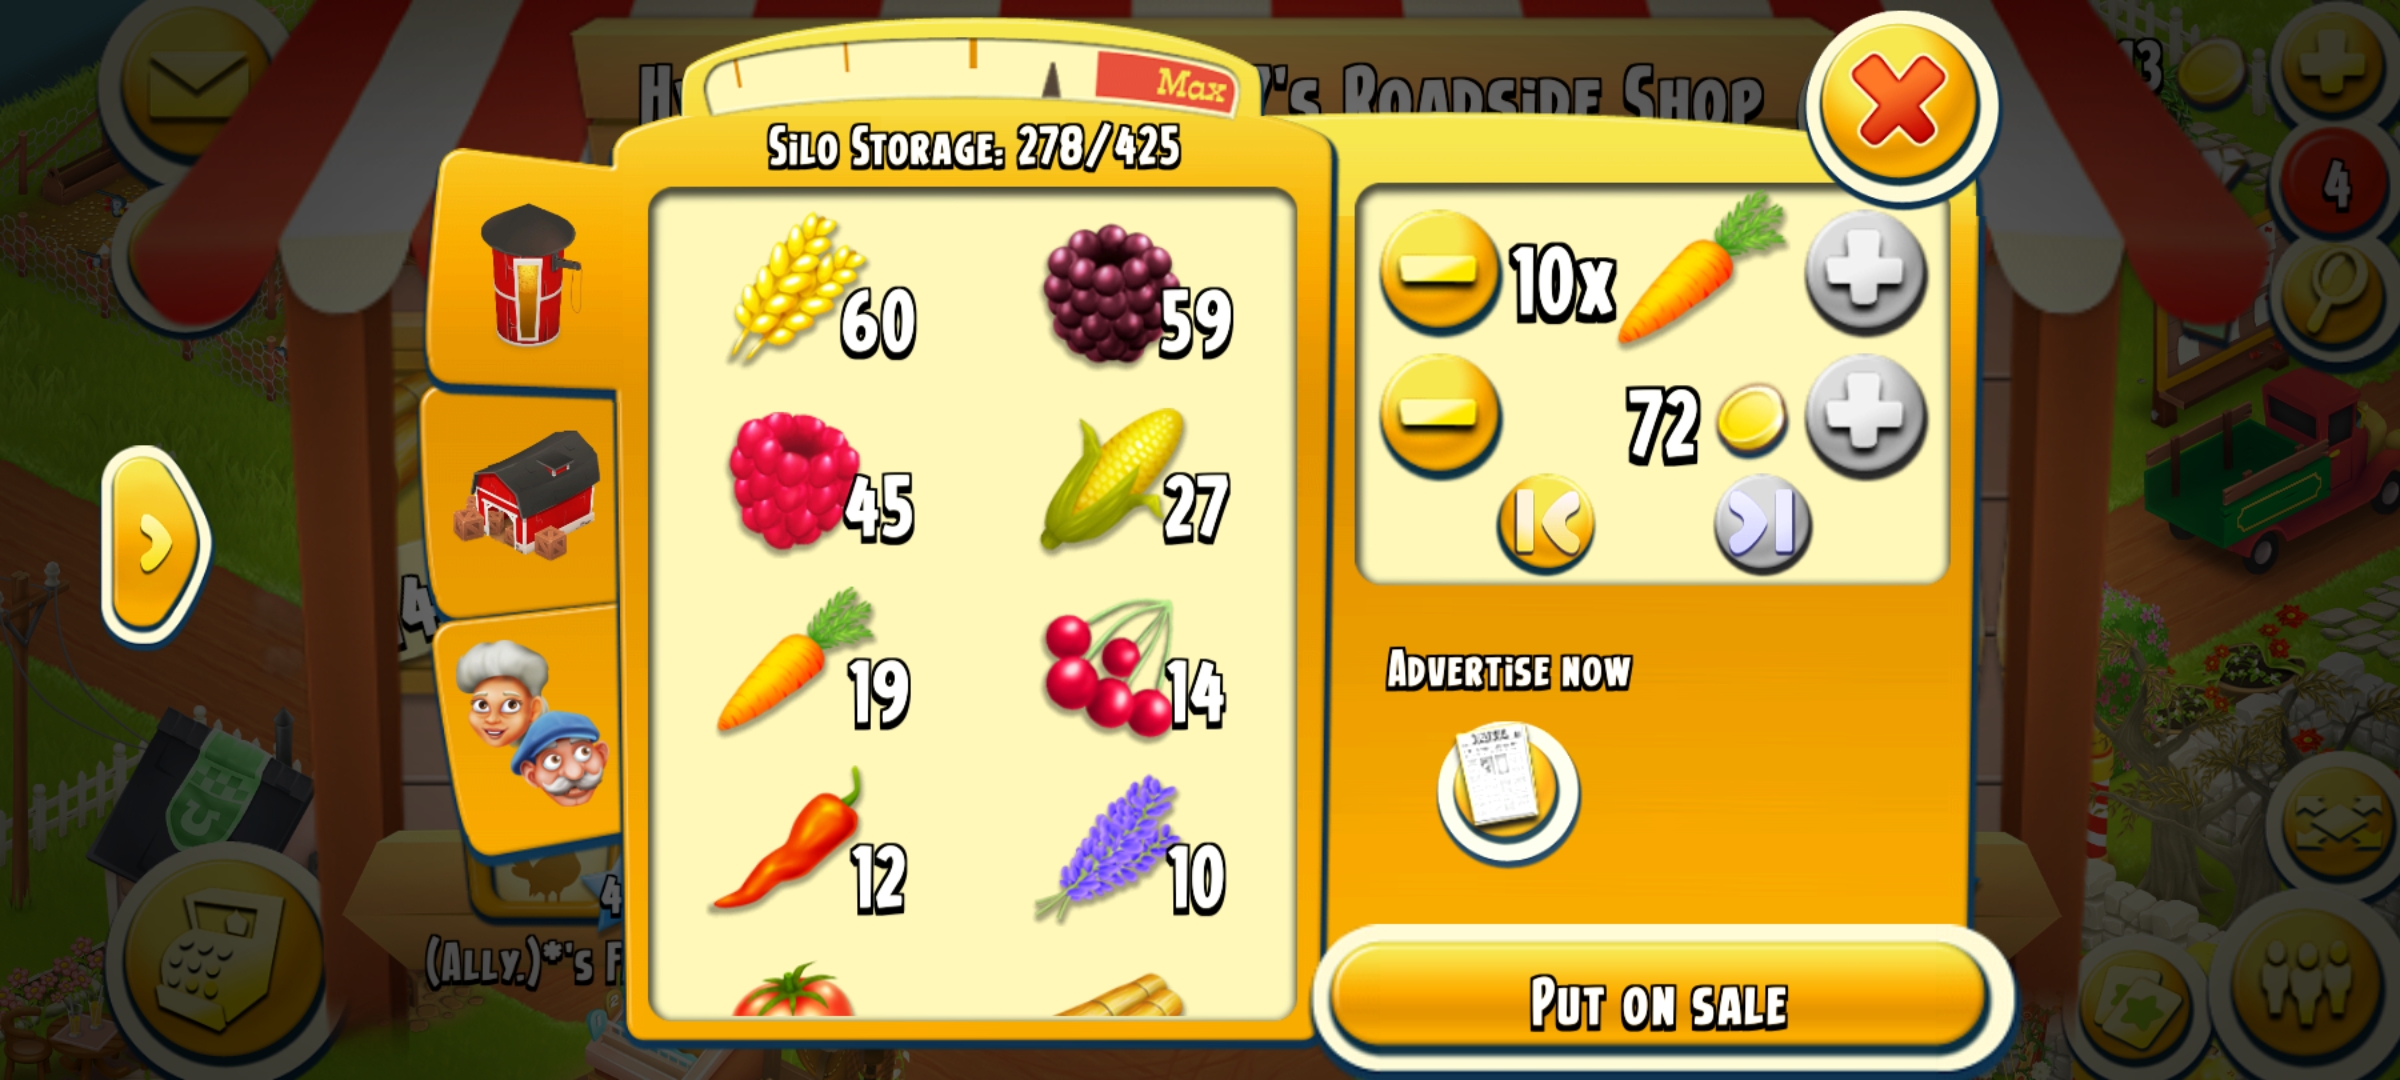 Max
'S ROADSIDE SHOP
SILO STORAGE: 278/425
60
59
10x
72
45
27
19
14
12
10
4
ADVERTISE NOW
(ALLY.)*'S
PUT ON SALE